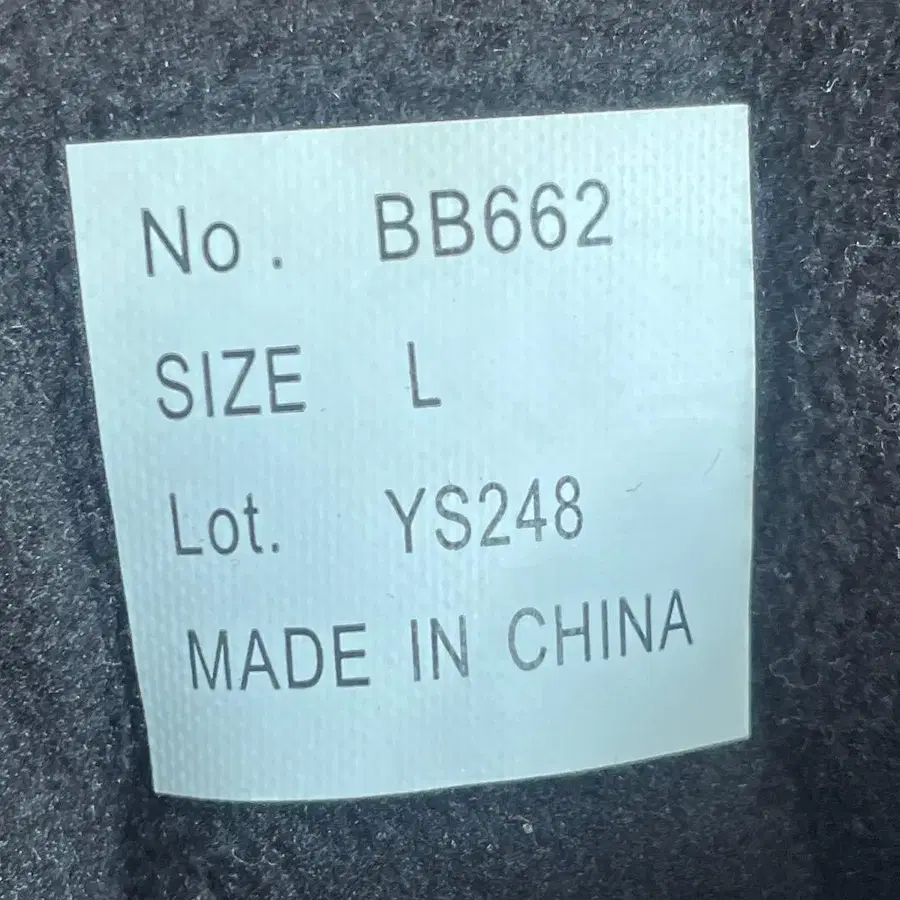 No. BB662
SIZE L
Lot. YS248
MADE IN CHINA